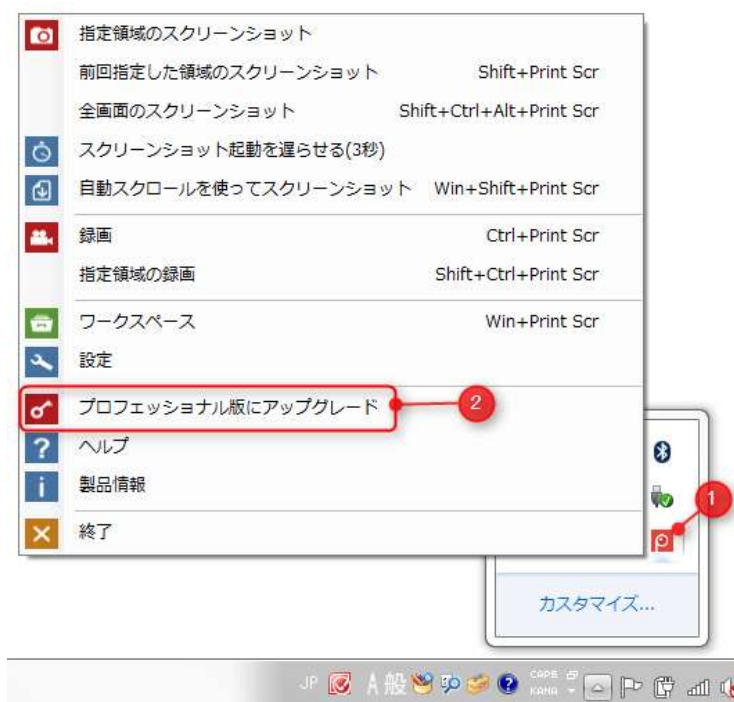 指定領域のスクリーンショット
前回指定した領域のスクリーンショット Shift+Print Scr
全画面のスクリーンショット Shift+Ctrl+Alt+Print Scr
スクリーンショット起動を遅らせる(3秒)
自動スクロールを使ってスクリーンショット Win+Shift+Print Scr
録画 Ctrl+Print Scr
指定領域の録画 Shift+Ctrl+Print Scr
ワークスペース Win+Print Scr
設定
プロフェッショナル版にアップグレード 2
? ヘルプ
i 製品情報
1
終了
カスタマイズ...
JP A 般 ? CAPS KANA